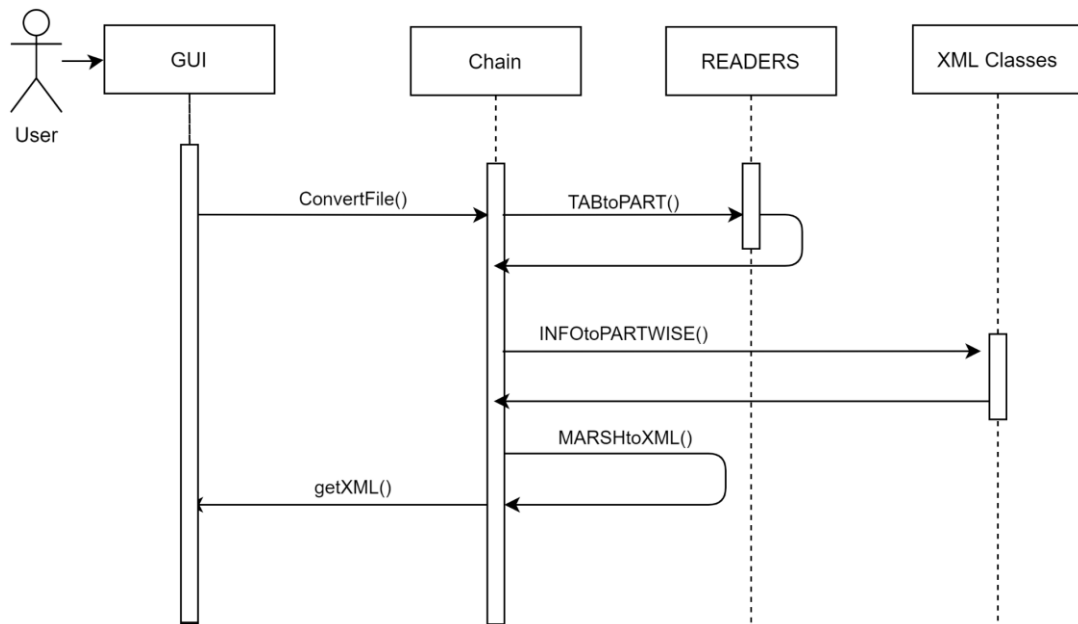 GUI
Chain
READERS
XML Classes
User
ConvertFile()
TABtoPART()
INFOtoPARTWISE()
MARSHtoXML()
getXML()